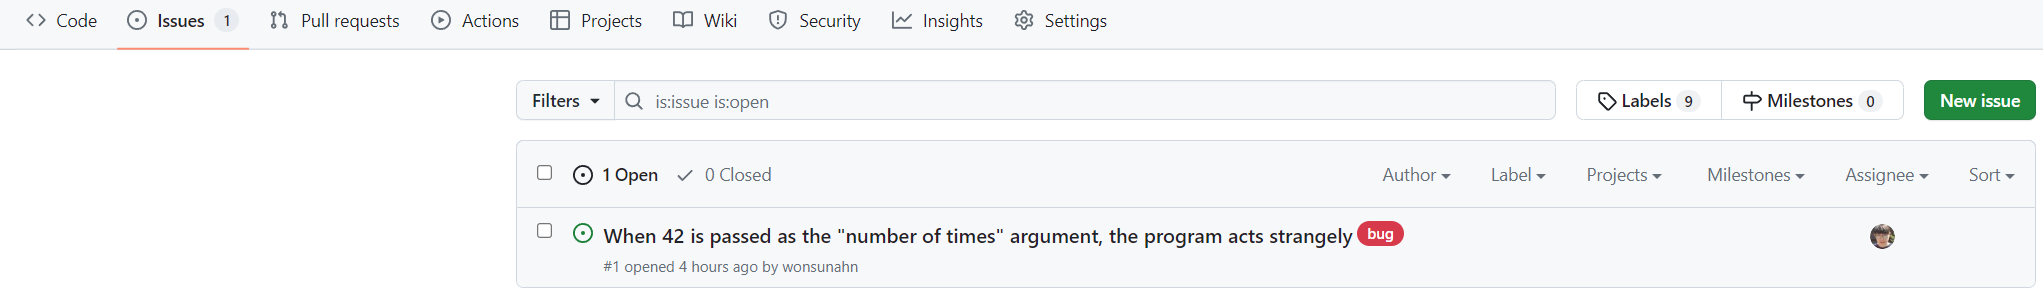 Code Issues 1 Pull requests Actions Projects Wiki Security Insights Settings
Filters is:issue is:open Labels 9 Milestones 0 New issue
1 Open 0 Closed Author Label Projects Milestones Assignee Sort
When 42 is passed as the "number of times" argument, the program acts strangely bug
#1 opened 4 hours ago by wonsunahn